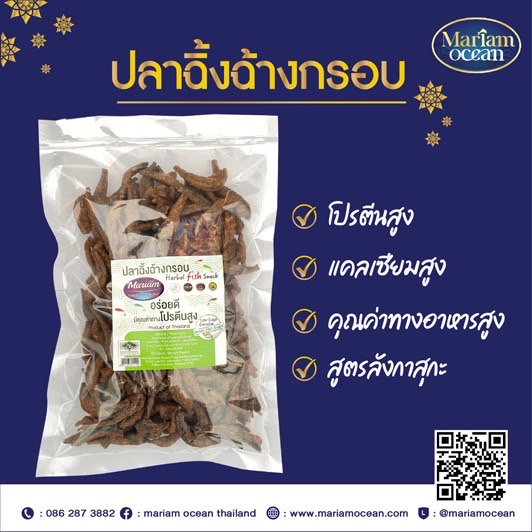 Mariam
ocean
ปลาฉิ้งฉ้างกรอบ
โปรตีนสูง
แคลเซียมสูง
คุณค่าทางอาหารสูง
สูตรลังกาสุกะ
ปลาฉิ้งฉ้างกรอบ
Herbal fish Snack
Mariam
อร่อยดี
มีคุณค่าทางโปรตีนสูง
Product of Thailand
: 086 287 3882
: mariam ocean thailand
: www.mariamocean.com
: @mariamocean